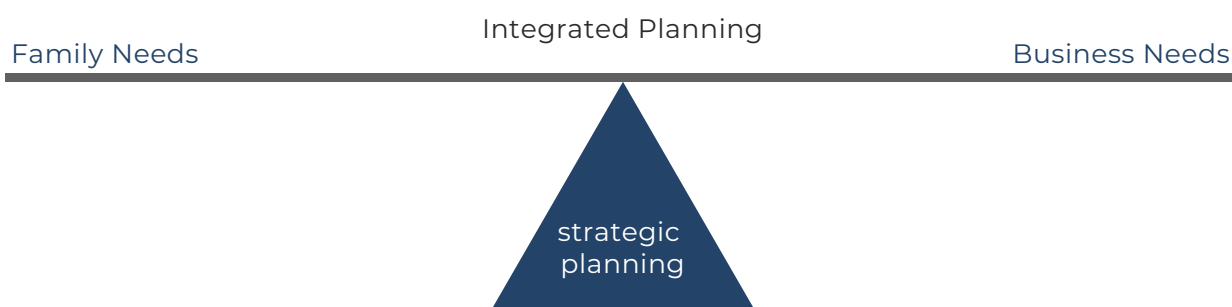 Integrated Planning
Family Needs
Business Needs
strategic
planning